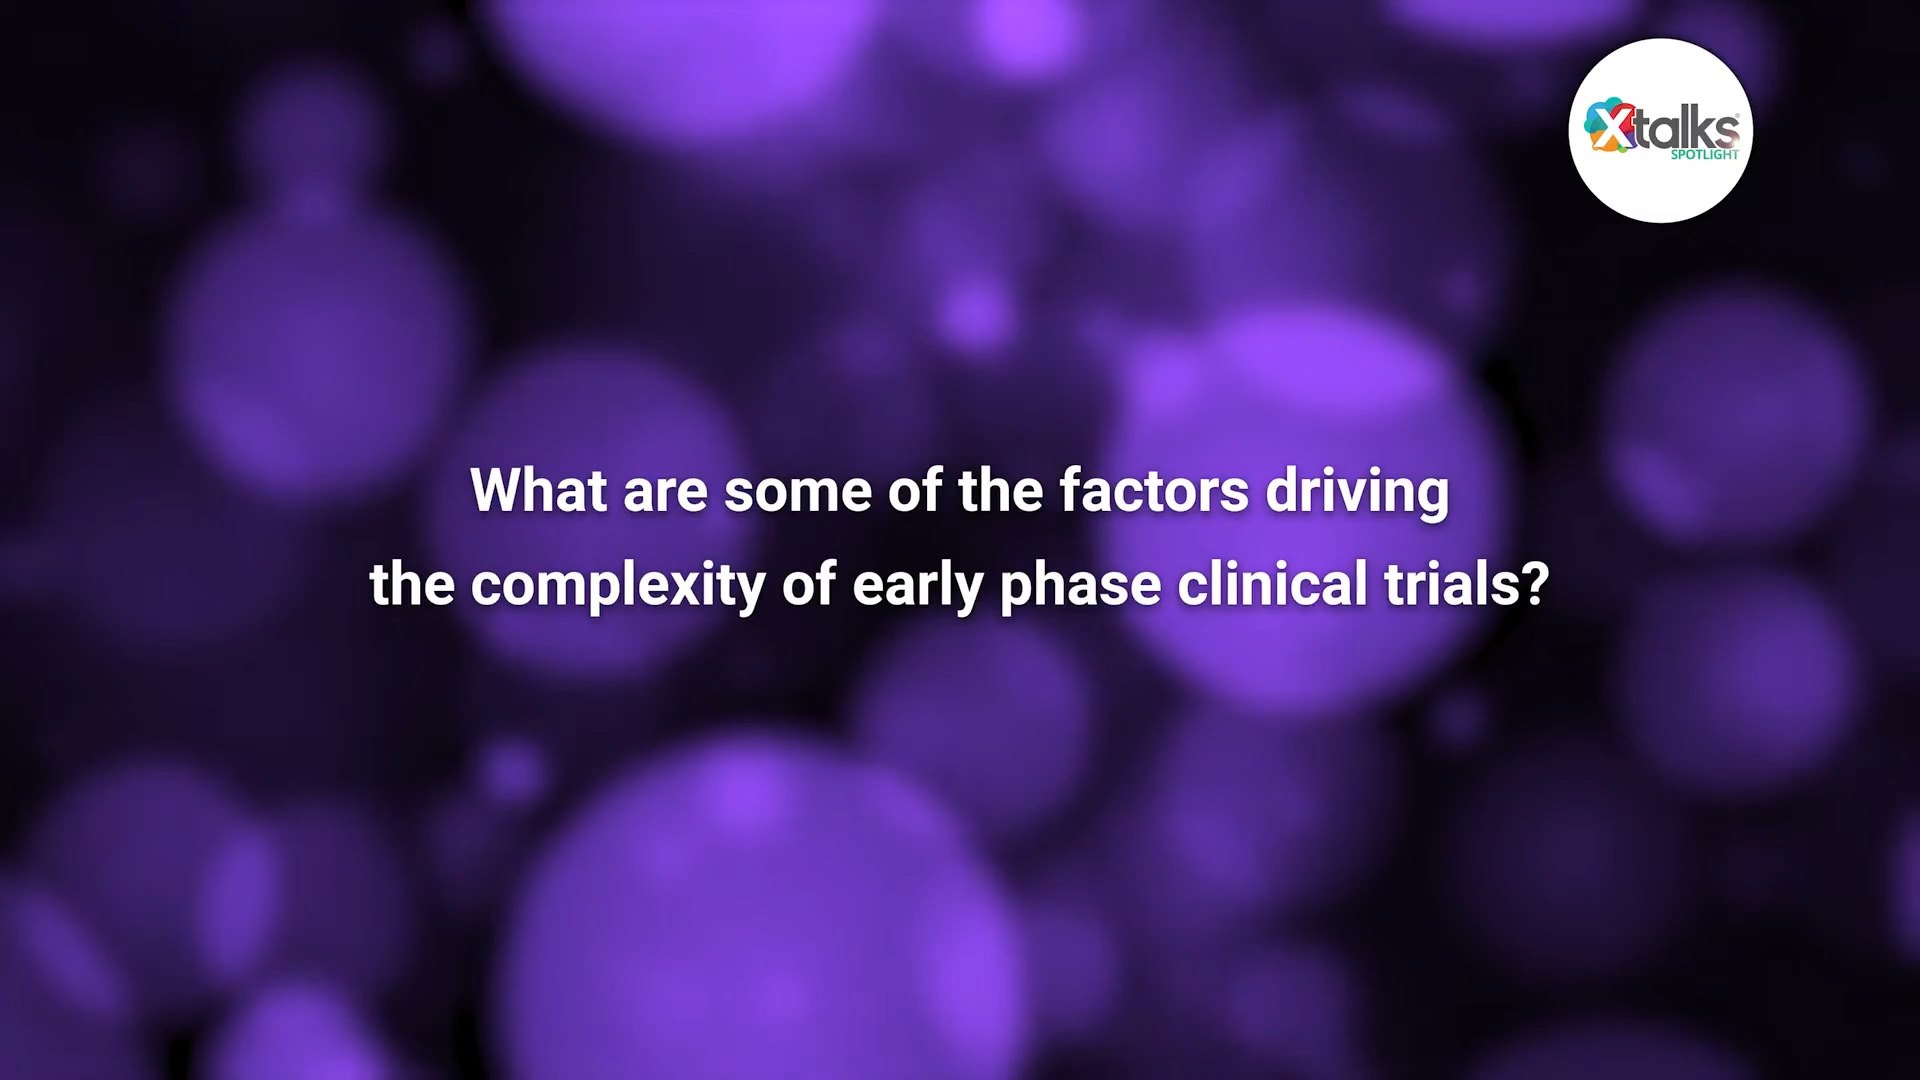 Xtalks
SPOTLIGHT
What are some of the factors driving
the complexity of early phase clinical trials?